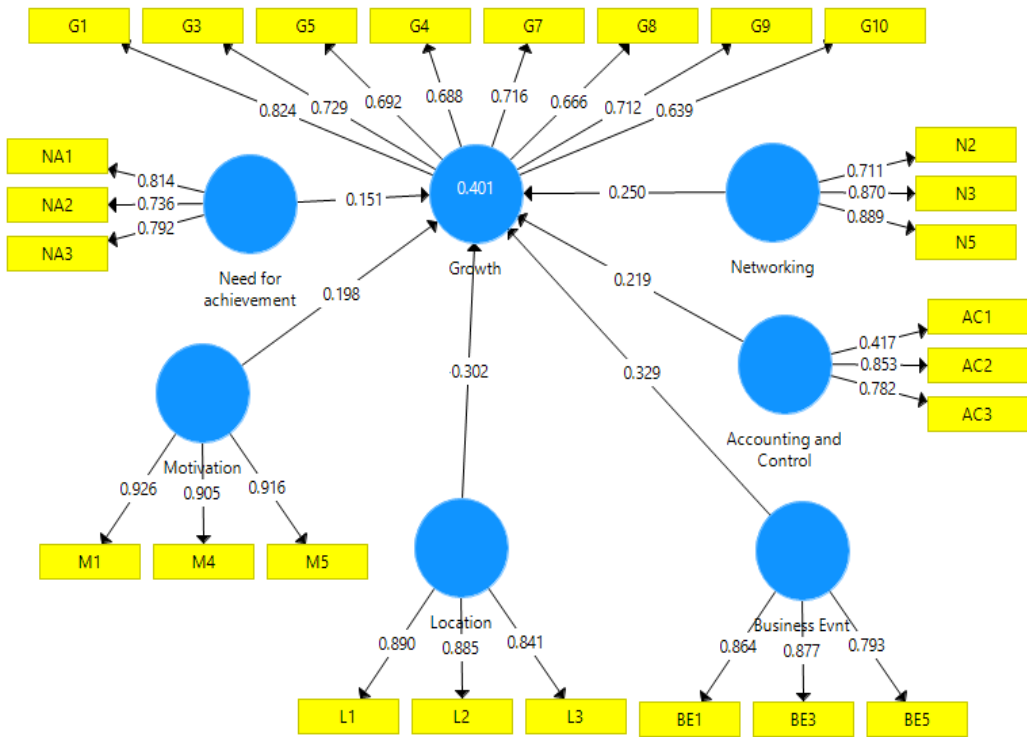 G1 G3 G5 G4 G7 G8 G9 G10
0.824 0.729 0.692 0.688 0.716 0.666 0.712 0.639
NA1
NA2
NA3
0.814
0.736
0.792
Need for
achievement
0.151
0.401
Growth
0.250
Networking
0.711
0.870
0.889
N2
N3
N5
0.198
Motivation
0.926 0.905 0.916
M1 M4 M5
-0.302
Location
0.890 0.885 0.841
L1 L2 L3
0.219
Accounting and
Control
0.417
0.853
0.782
AC1
AC2
AC3
0.329
Business Evnt
0.864 0.877 0.793
BE1 BE3 BE5